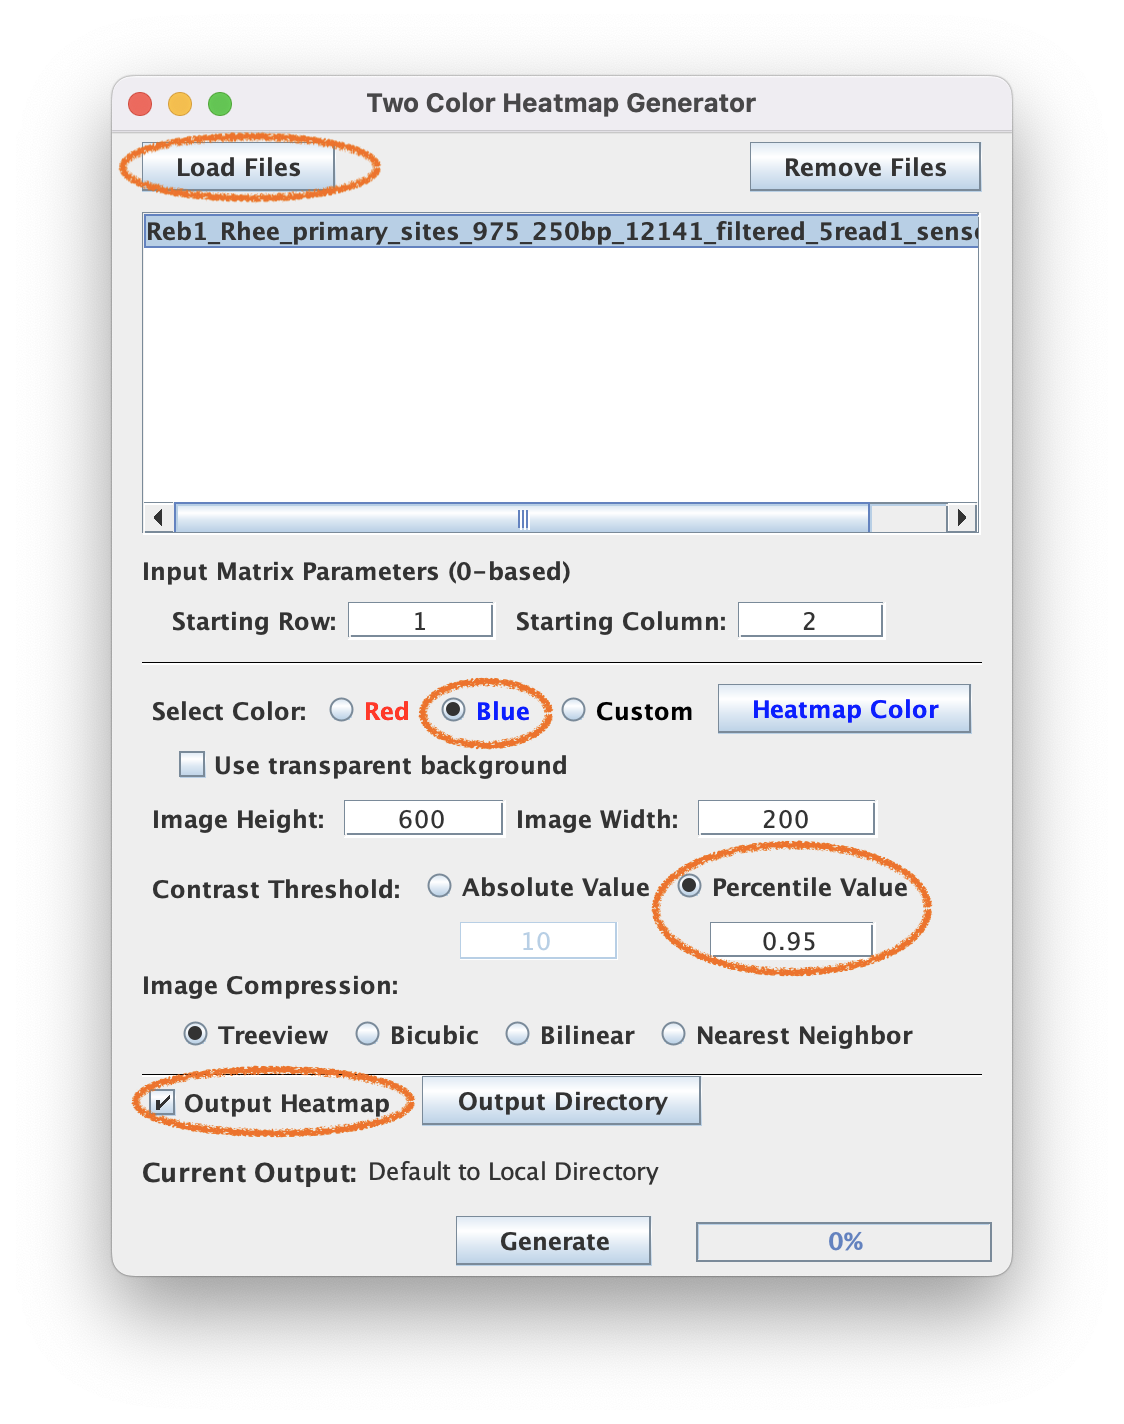 Two Color Heatmap Generator
Load Files Remove Files
Reb1_Rhee_primary_sites_975_250bp_12141_filtered_5read1_sens
Input Matrix Parameters (0-based)
Starting Row: 1 Starting Column: 2
Select Color: Red Blue Custom Heatmap Color
Use transparent background
Image Height: 600 Image Width: 200
Contrast Threshold: Absolute Value Percentile Value
10 0.95
Image Compression:
Treeview Bicubic Bilinear Nearest Neighbor
Output Heatmap Output Directory
Current Output: Default to Local Directory
Generate 0%